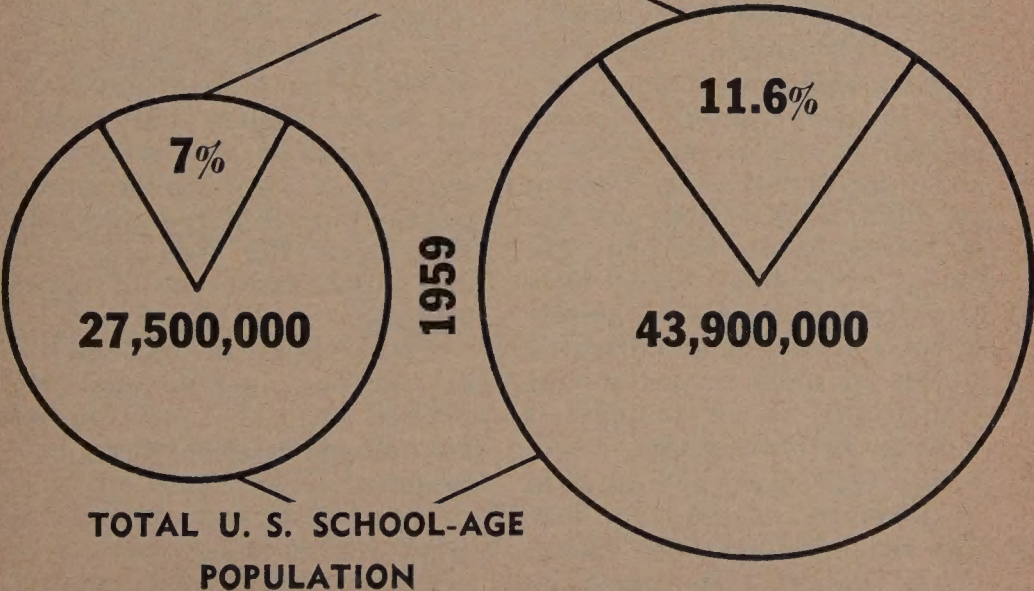 11.6%
7%
1959
27,500,000
43,900,000
TOTAL U. S. SCHOOL-AGE
POPULATION